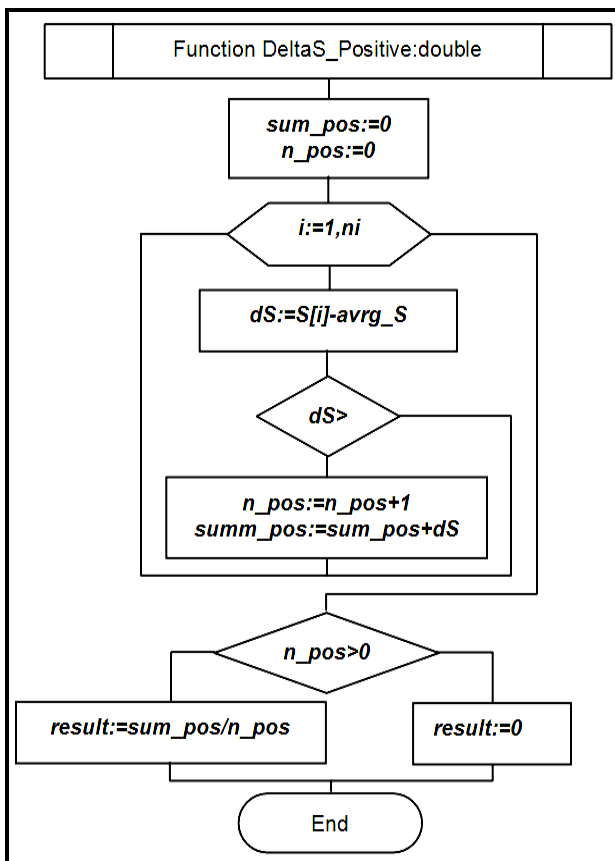 Function DeltaS_Positive:double
sum_pos:=0
n_pos:=0
i:=1,ni
dS:=S[i]-avrg_S
dS>
n_pos:=n_pos+1
summ_pos:=sum_pos+dS
n_pos>0
result:=sum_pos/n_pos
result:=0
End